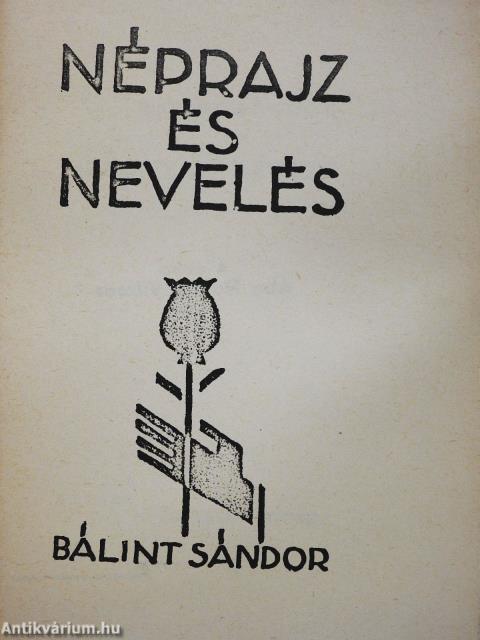 NÉPRAJZ
ÉS
NEVELÉS
BÁLINT SÁNDOR
Antikvárium.hu